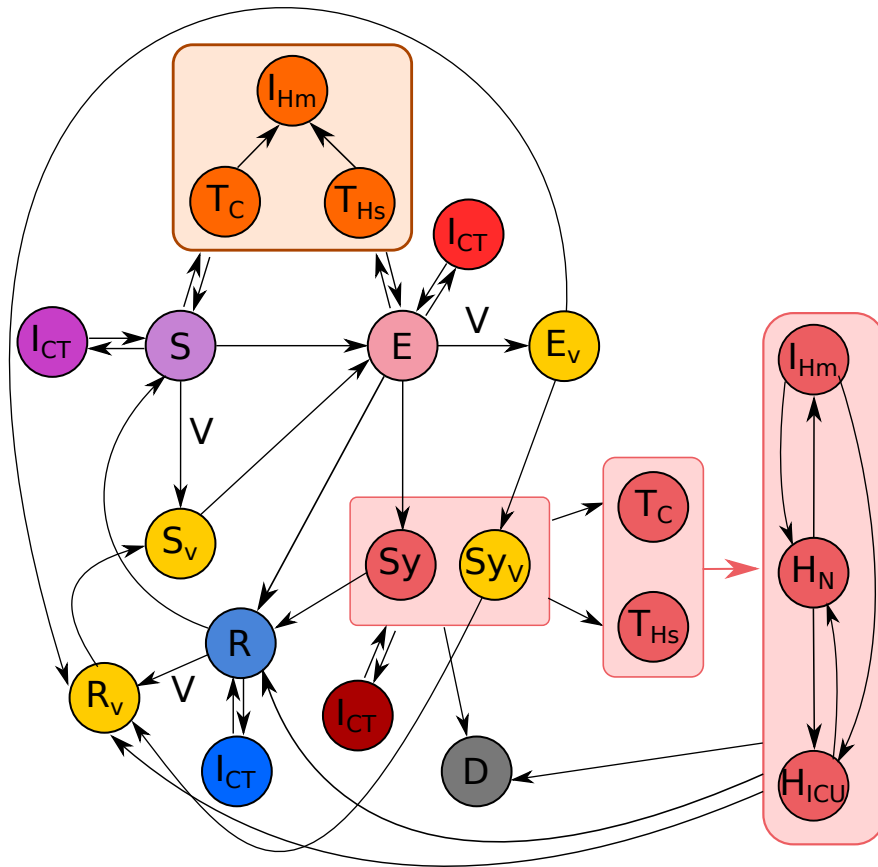 I_Hm
T_C T_Hs
I_CT
I_CT S E V E_v
I_Hm
V
T_C
S_v Sy Sy_V H_N
T_Hs
R
V
R_v
I_CT
I_CT D H_ICU